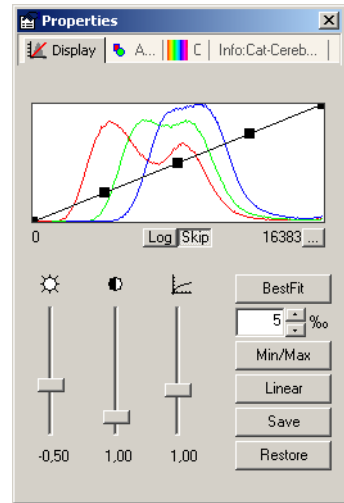 Properties
Display A... C Info:Cat-Cereb...
0 Log Skip 16383 ...
BestFit
5 ‰
Min/Max
Linear
Save
-0,50 1,00 1,00 Restore